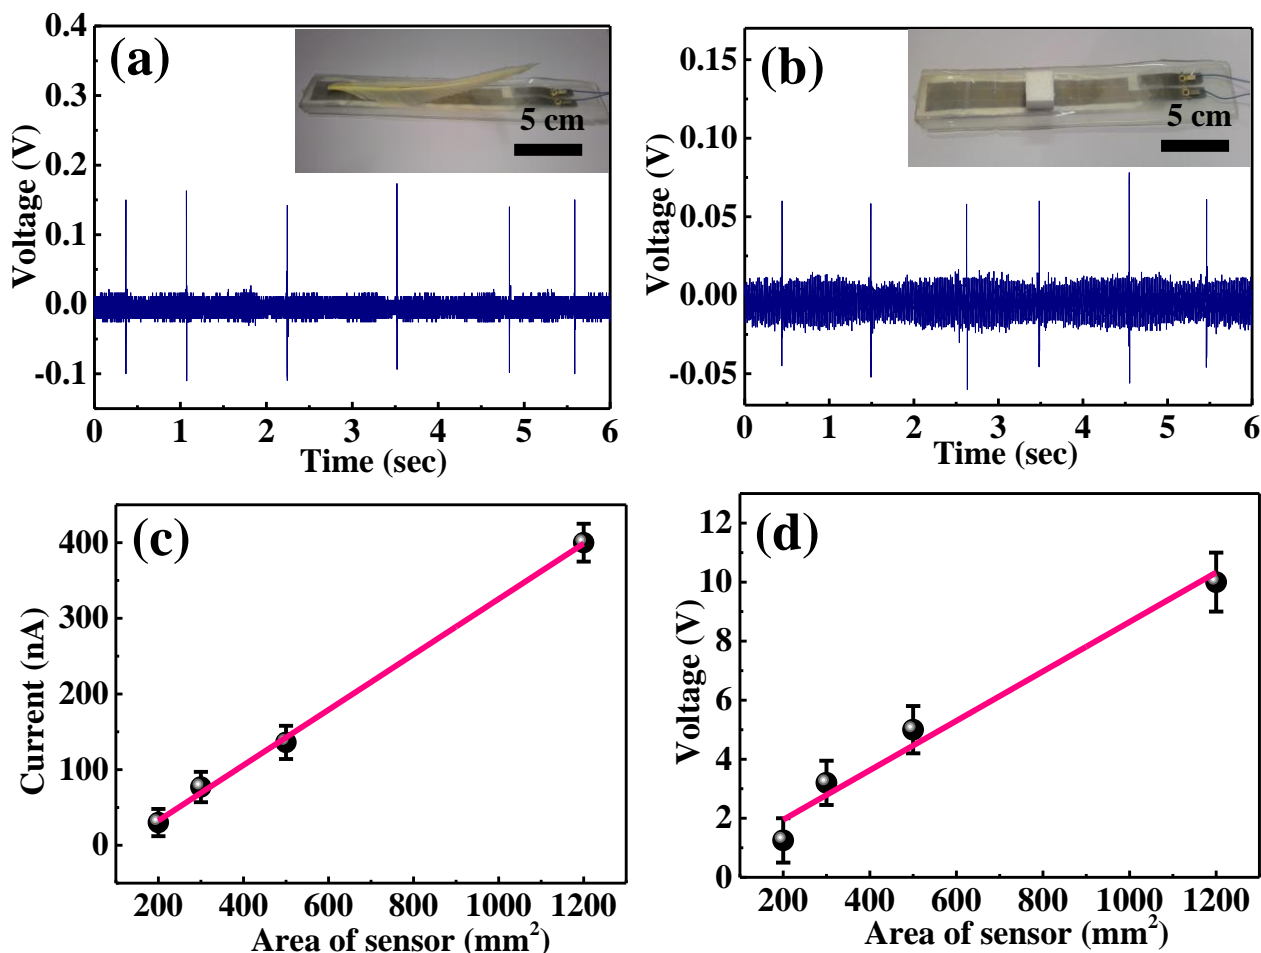 (a)
5 cm
Voltage (V)
0.4
0.3
0.2
0.1
0.0
-0.1
0 1 2 3 4 5 6
Time (sec)
(b)
5 cm
Voltage (V)
0.15
0.10
0.05
0.00
-0.05
0 1 2 3 4 5 6
Time (sec)
(c)
Current (nA)
400
300
200
100
0
200 400 600 800 1000 1200
Area of sensor (mm²)
(d)
Voltage (V)
12
10
8
6
4
2
0
200 400 600 800 1000 1200
Area of sensor (mm²)